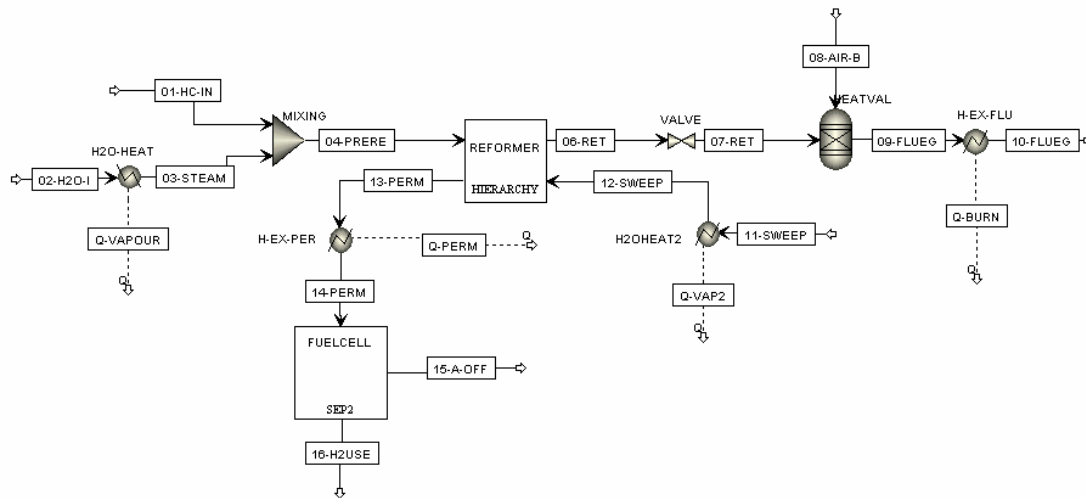 08-AIR-B
01-HC-IN
MIXING
HEATVAL
VALVE
H-EX-FLU
H2O-HEAT
04-PRERE
REFORMER
06-RET
07-RET
09-FLUEG
10-FLUEG
02-H2O-I
03-STEAM
13-PERM
HIERARCHY
12-SWEEP
Q-VAPOUR
H-EX-PER
Q-PERM
Q
H2OHEAT2
11-SWEEP
Q-BURN
Q
14-PERM
Q-VAP2
Q
Q
FUELCELL
15-A-OFF
SEP2
16-H2USE